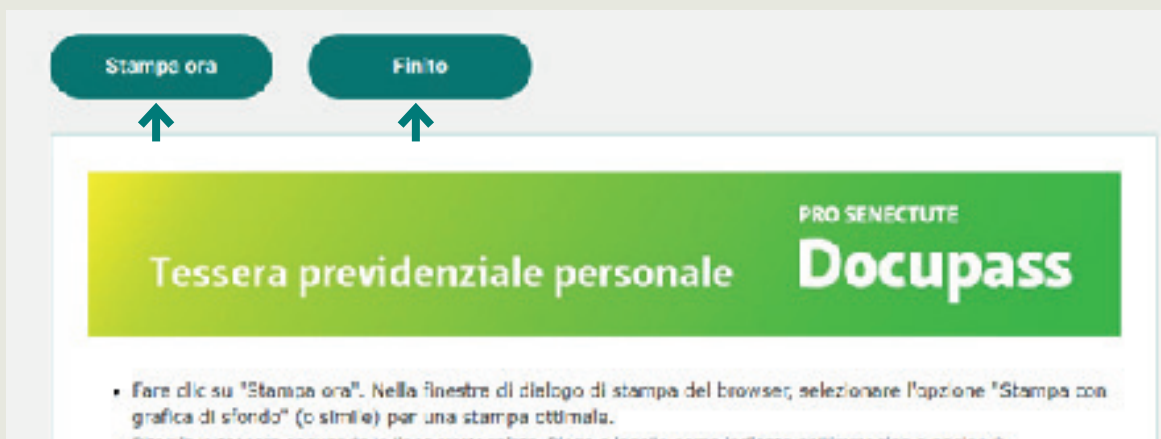 Stampa ora
Finito
PRO SENECTUTE
Tessera previdenziale personale Docupass
• Fare clic su "Stampa ora". Nella finestra di dialogo di stampa del browser, selezionare l'opzione "Stampa con
grafica di sfondo" (o simile) per una stampa ottimale.